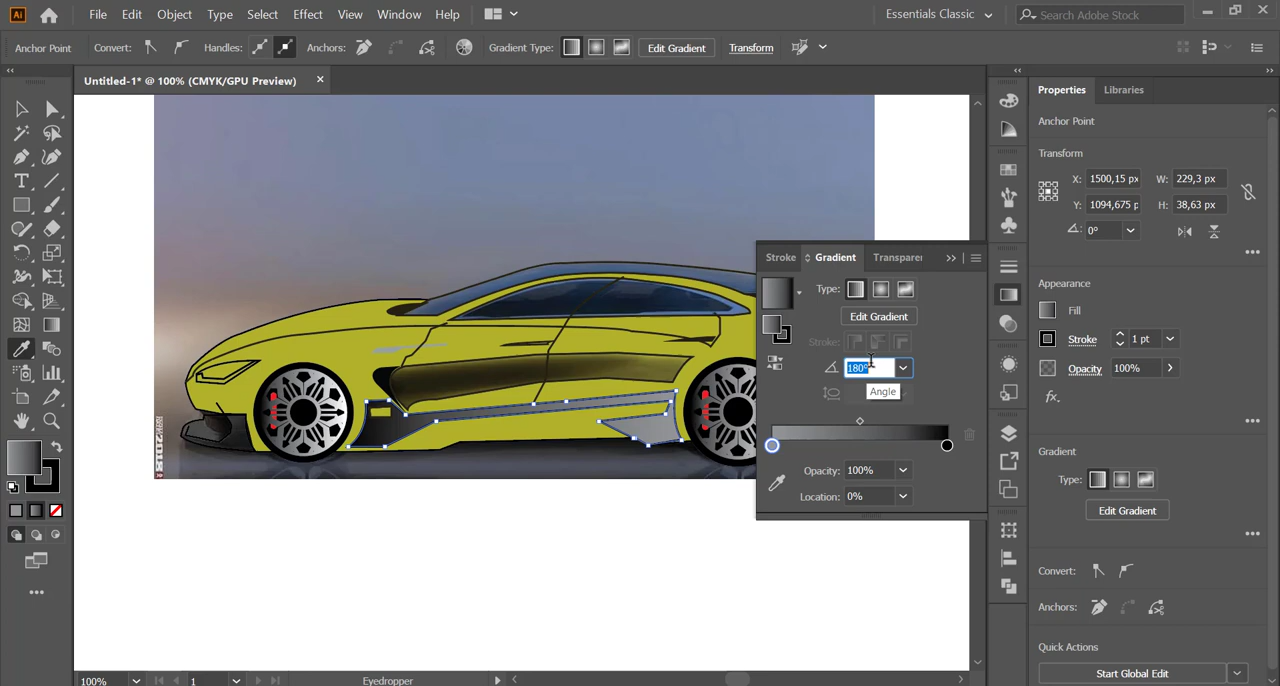 Ai File Edit Object Type Select Effect View Window Help Essentials Classic Search Adobe Stock
Anchor Point Convert: Handles: Anchors: Gradient Type: Edit Gradient Transform
Untitled-1* @ 100% (CMYK/GPU Preview)
Properties Libraries
Anchor Point
Transform
X: 1500,15 px W: 229,3 px
Y: 1094,675 p H: 38,63 px
0°
Appearance
Fill
Stroke 1 pt
Opacity 100%
fx.
Gradient
Type:
Edit Gradient
Convert:
Anchors:
Quick Actions
Start Global Edit
Stroke Gradient Transparen
Type:
Edit Gradient
Stroke:
180°
Angle
Opacity: 100%
Location: 0%
100% 1 Eyedropper